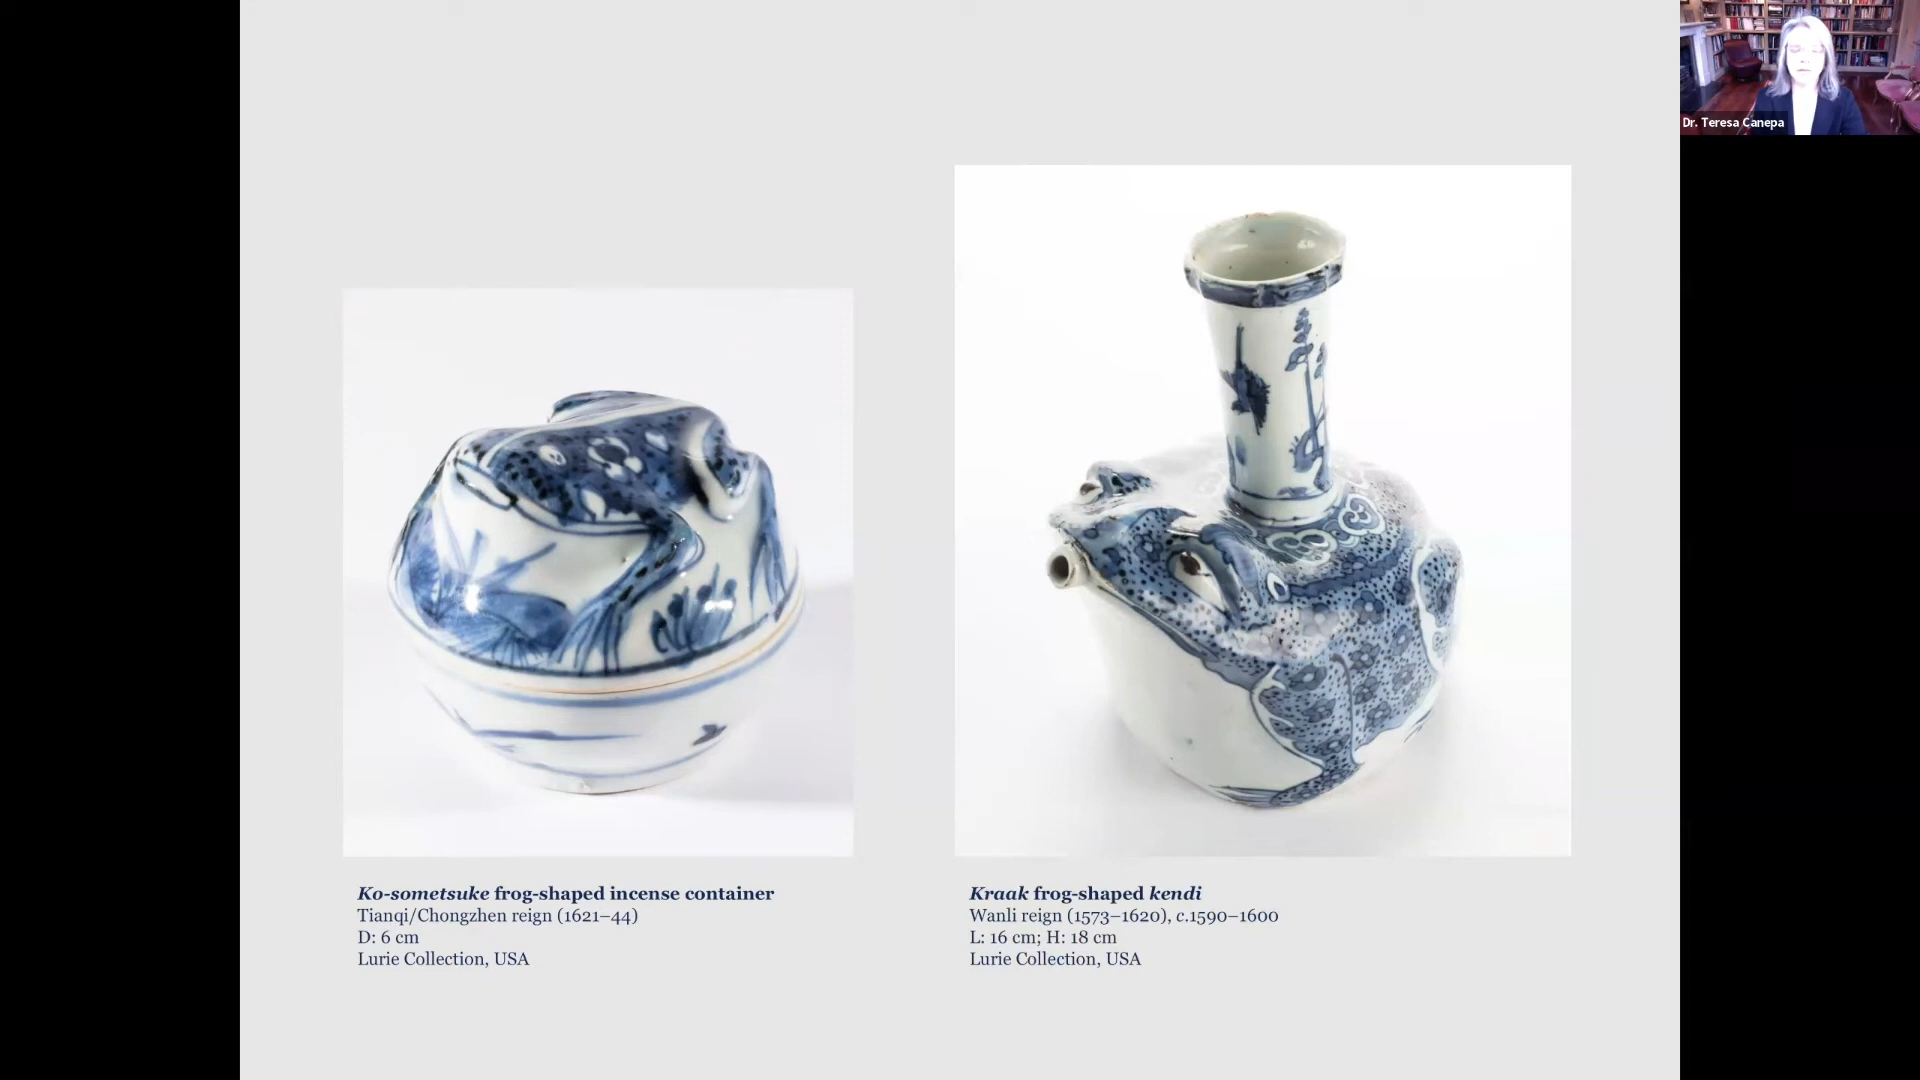 Dr. Teresa Canepa
Ko-sometsuke frog-shaped incense container
Tianqi/Chongzhen reign (1621–44)
D: 6 cm
Lurie Collection, USA
Kraak frog-shaped kendi
Wanli reign (1573–1620), c.1590–1600
L: 16 cm; H: 18 cm
Lurie Collection, USA